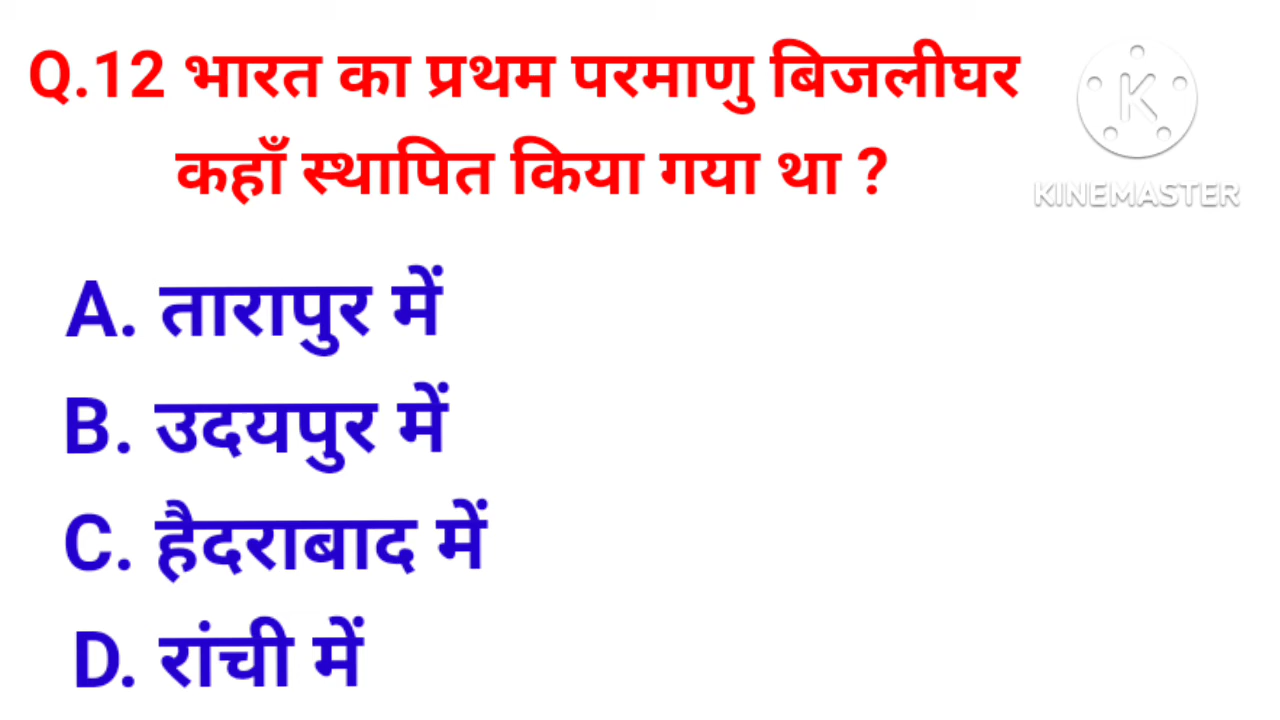 Q.12 भारत का प्रथम परमाणु बिजलीघर
कहाँ स्थापित किया गया था ?
K
KINEMASTER
A. तारापुर में
B. उदयपुर में
C. हैदराबाद में
D. रांची में